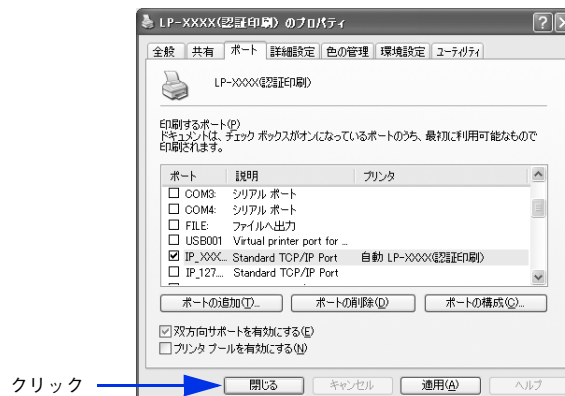 LP-XXXX(認証印刷) のプロパティ
全般 共有 ポート 詳細設定 色の管理 環境設定 ユーティリティ
LP-XXXX(認証印刷)
印刷するポート(P)
ドキュメントは、チェック ボックスがオンになっているポートのうち、最初に利用可能なもので
印刷されます。
ポート 説明 プリンタ
COM3: シリアル ポート
COM4: シリアル ポート
FILE: ファイルへ出力
USB001 Virtual printer port for ...
IP_XXX... Standard TCP/IP Port 自動 LP-XXXX(認証印刷)
IP_127... Standard TCP/IP Port
ポートの追加(T)... ポートの削除(D) ポートの構成(C)...
双方向サポートを有効にする(E)
プリンタ プールを有効にする(N)
クリック 閉じる キャンセル 適用(A) ヘルプ